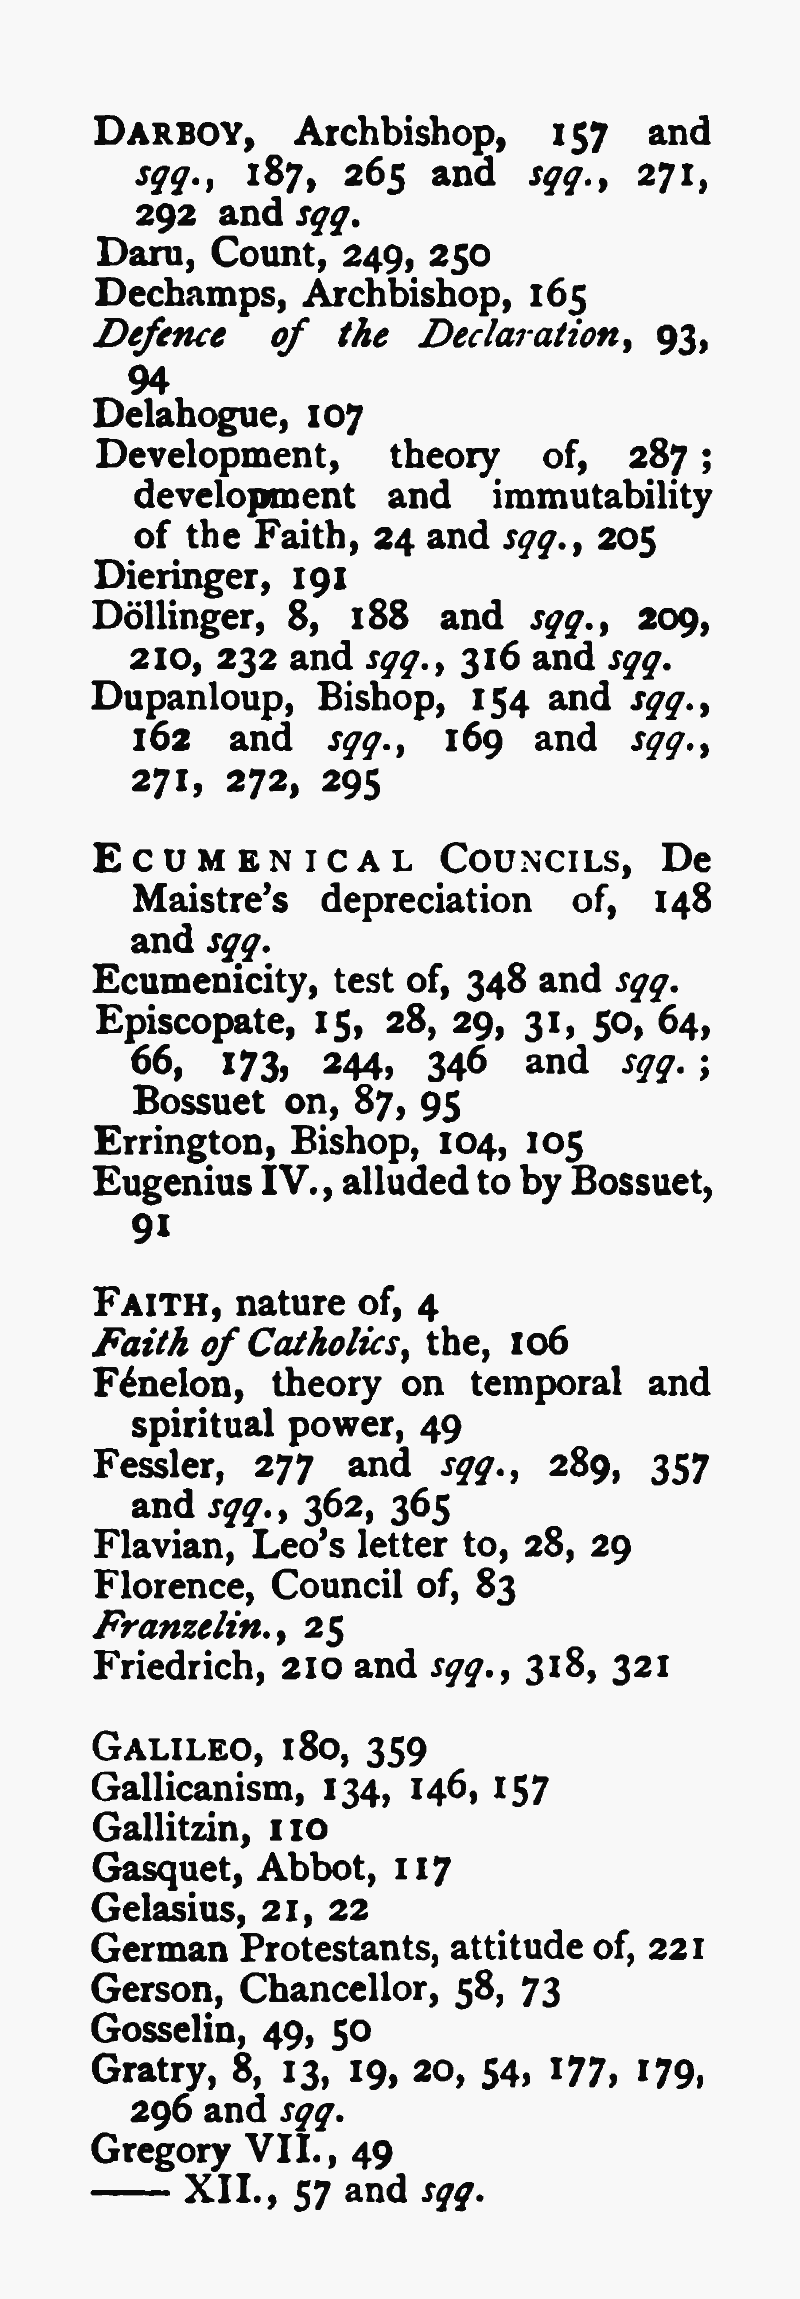 DARBOY, Archbishop, 157 and
sqq., 187, 265 and sqq., 271,
292 and sqq.
Daru, Count, 249, 250
Dechamps, Archbishop, 165
Defence of the Declaration, 93,
94
Delahogue, 107
Development, theory of, 287 ;
development and immutability
of the Faith, 24 and sqq., 205
Dieringer, 191
Döllinger, 8, 188 and sqq., 209,
210, 232 and sqq., 316 and sqq.
Dupanloup, Bishop, 154 and sqq.,
162 and sqq., 169 and sqq.,
271, 272, 295
ECUMENICAL COUNCILS, De
Maistre's depreciation of, 148
and sqq.
Ecumenicity, test of, 348 and sqq.
Episcopate, 15, 28, 29, 31, 50, 64,
66, 173, 244, 346 and sqq. ;
Bossuet on, 87, 95
Errington, Bishop, 104, 105
Eugenius IV., alluded to by Bossuet,
91
FAITH, nature of, 4
Faith of Catholics, the, 106
Fénelon, theory on temporal and
spiritual power, 49
Fessler, 277 and sqq., 289, 357
and sqq., 362, 365
Flavian, Leo's letter to, 28, 29
Florence, Council of, 83
Franzelin., 25
Friedrich, 210 and sqq., 318, 321
GALILEO, 180, 359
Gallicanism, 134, 146, 157
Gallitzin, 110
Gasquet, Abbot, 117
Gelasius, 21, 22
German Protestants, attitude of, 221
Gerson, Chancellor, 58, 73
Gosselin, 49, 50
Gratry, 8, 13, 19, 20, 54, 177, 179,
296 and sqq.
Gregory VII., 49
—— XII., 57 and sqq.